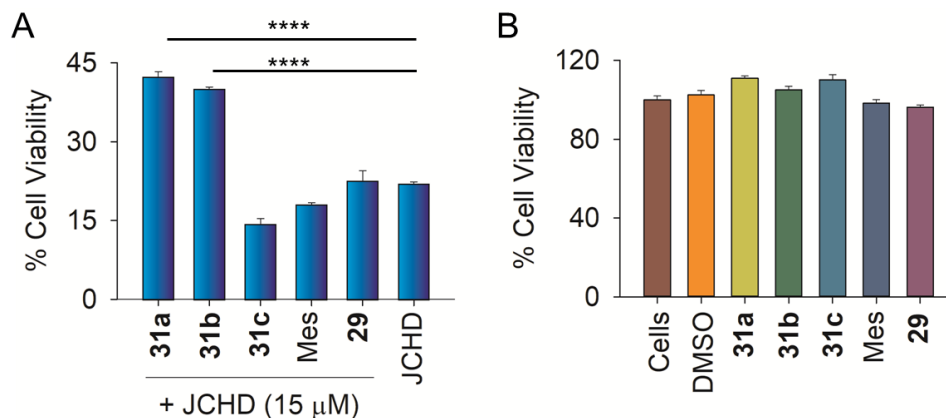 A
****
****
% Cell Viability
45
30
15
0
31a
31b
31c
Mes
29
JCHD
+ JCHD (15 μM)
B
% Cell Viability
120
80
40
0
Cells
DMSO
31a
31b
31c
Mes
29